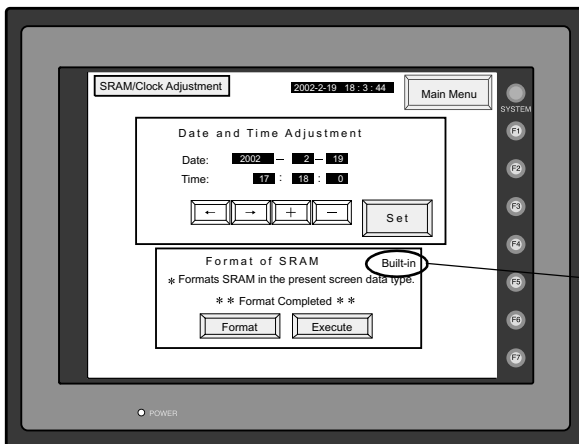 SRAM/Clock Adjustment
2002-2-19 18 : 3 : 44
Main Menu
SYSTEM
Date and Time Adjustment
Date: 2002 — 2 — 19
Time: 17 : 18 : 0
← → + −
Set
Format of SRAM
Built-in
* Formats SRAM in the present screen data type.
* * Format Completed * *
Format Execute
F1
F2
F3
F4
F5
F6
F7
POWER